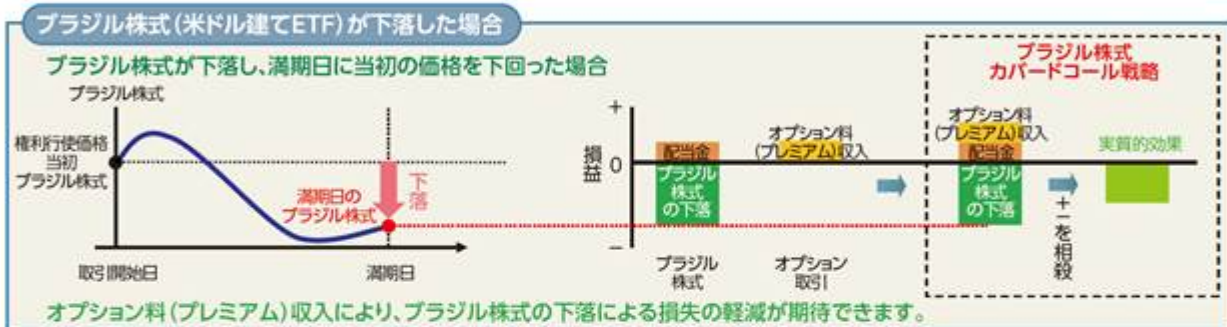 ブラジル株式(米ドル建てETF)が下落した場合
ブラジル株式が下落し、満期日に当初の価格を下回った場合
ブラジル株式
権利行使価格
当初
ブラジル株式
満期日の
ブラジル株式
下落
取引開始日
満期日
損益
+
0
−
配当金
ブラジル
株式
の下落
オプション料
(プレミアム)収入
ブラジル
株式
オプション
取引
ブラジル株式
カバードコール戦略
オプション料
(プレミアム)収入
配当金
ブラジル
株式
の下落
+−を相殺
実質的効果
オプション料(プレミアム)収入により、ブラジル株式の下落による損失の軽減が期待できます。